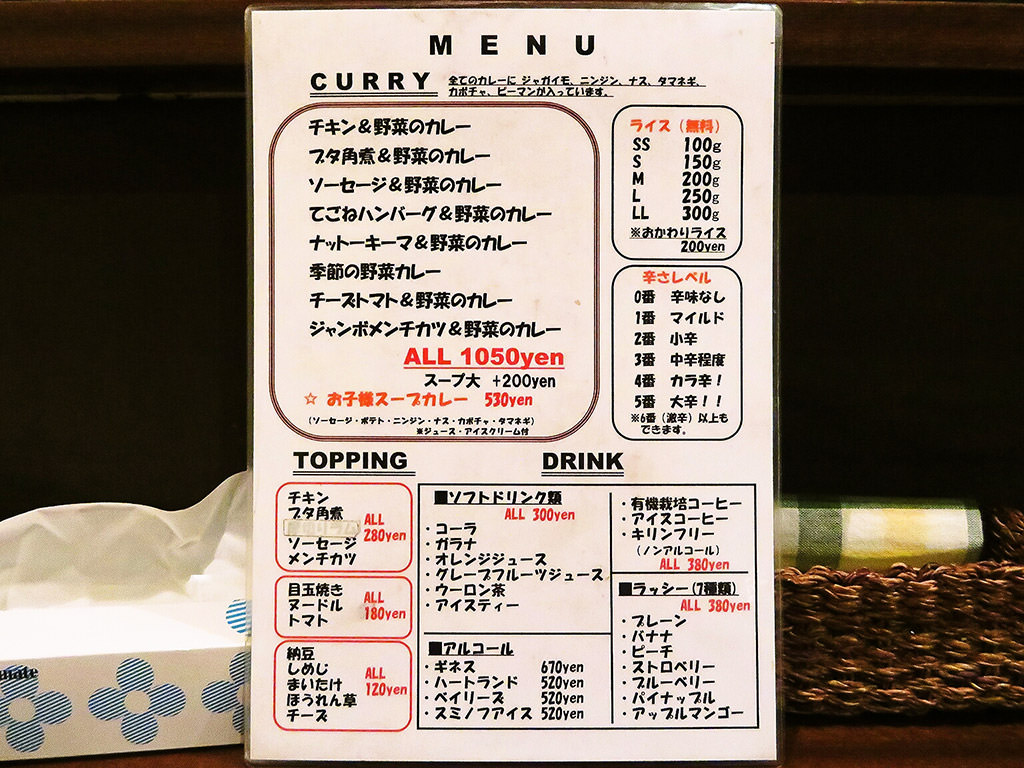 MENU
CURRY
全てのカレーに ジャガイモ、ニンジン、ナス、タマネギ、
カボチャ、ピーマンが入っています。
チキン＆野菜のカレー
ブタ角煮＆野菜のカレー
ソーセージ＆野菜のカレー
てごねハンバーグ＆野菜のカレー
ナットーキーマ＆野菜のカレー
季節の野菜カレー
チーズトマト＆野菜のカレー
ジャンボメンチカツ＆野菜のカレー
ALL 1050yen
スープ大 +200yen
☆ お子様スープカレー 530yen
(ソーセージ・ポテト・ニンジン・ナス・カボチャ・タマネギ)
※ジュース・アイスクリーム付
ライス（無料）
SS 100g
S 150g
M 200g
L 250g
LL 300g
※おかわりライス
200yen
辛さレベル
0番 辛味なし
1番 マイルド
2番 小辛
3番 中辛程度
4番 カラ辛！
5番 大辛！！
※6番（激辛）以上も
できます。
TOPPING
チキン
ブタ角煮
ソーセージ
メンチカツ
ALL
280yen
目玉焼き
ヌードル
トマト
ALL
180yen
納豆
しめじ
まいたけ
ほうれん草
チーズ
ALL
120yen
DRINK
■ソフトドリンク類
ALL 300yen
・コーラ
・ガラナ
・オレンジジュース
・グレープフルーツジュース
・ウーロン茶
・アイスティー
■アルコール
・ギネス 670yen
・ハートランド 520yen
・ベイリーズ 520yen
・スミノフアイス 520yen
・有機栽培コーヒー
・アイスコーヒー
・キリンフリー
(ノンアルコール)
ALL 380yen
■ラッシー(7種類)
ALL 380yen
・プレーン
・バナナ
・ピーチ
・ストロベリー
・ブルーベリー
・パイナップル
・アップルマンゴー